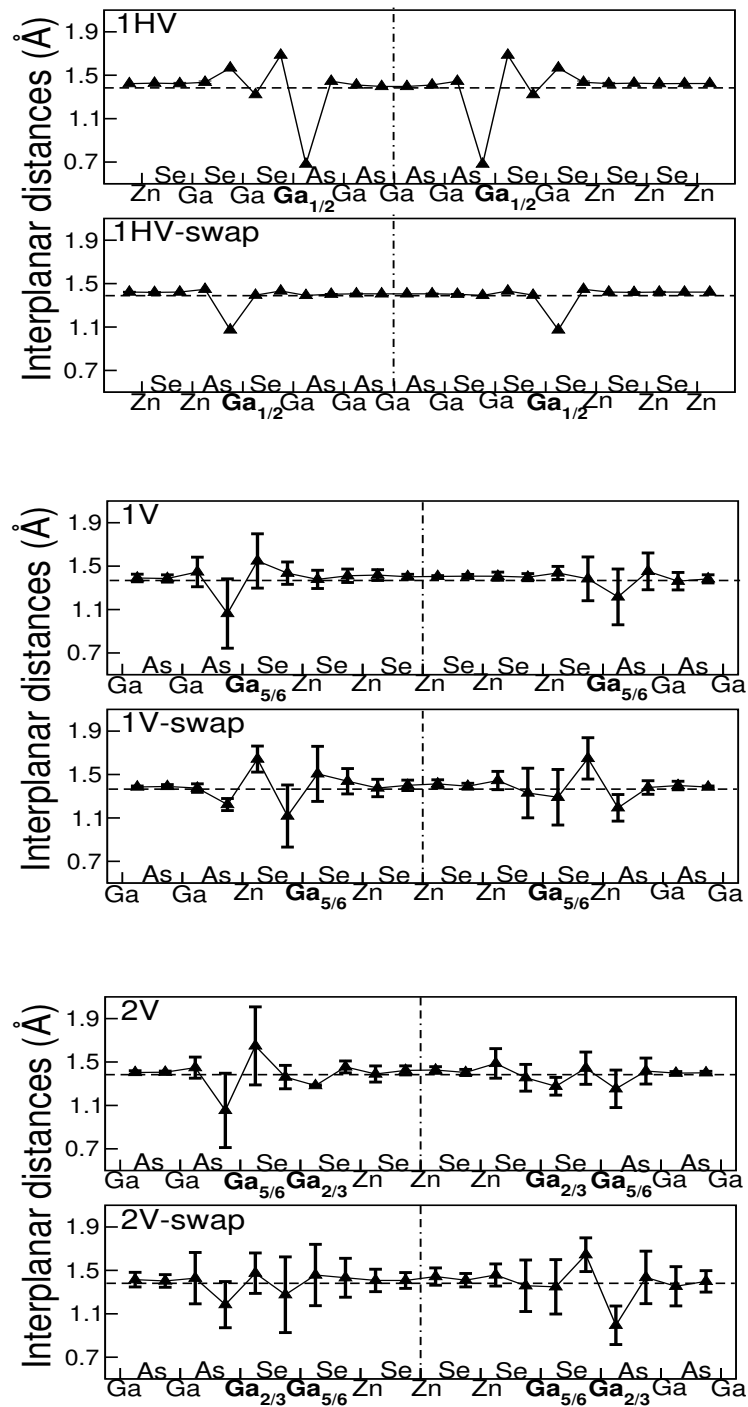 1HV
1.9
1.5
1.1
0.7
Se Se Se As As As As Se Se Se Se
Zn Ga Ga Ga1/2 Ga Ga Ga Ga1/2 Ga Zn Zn Zn
1HV-swap
1.9
1.5
1.1
0.7
Se As Se As As As Se Se Se Se Se
Zn Zn Ga1/2 Ga Ga Ga Ga Ga Ga1/2 Zn Zn Zn
Interplanar distances (Å)
1V
1.9
1.5
1.1
0.7
As As Se Se Se Se Se Se As As
Ga Ga Ga5/6 Zn Zn Zn Zn Zn Ga5/6 Ga Ga
1V-swap
1.9
1.5
1.1
0.7
As As Se Se Se Se Se Se As As
Ga Ga Zn Ga5/6 Zn Zn Zn Ga5/6 Zn Ga Ga
Interplanar distances (Å)
2V
1.9
1.5
1.1
0.7
As As Se Se Se Se Se Se As As
Ga Ga Ga5/6 Ga2/3 Zn Zn Zn Ga2/3 Ga5/6 Ga Ga
2V-swap
1.9
1.5
1.1
0.7
As As Se Se Se Se Se Se As As
Ga Ga Ga2/3 Ga5/6 Zn Zn Zn Ga5/6 Ga2/3 Ga Ga
Interplanar distances (Å)